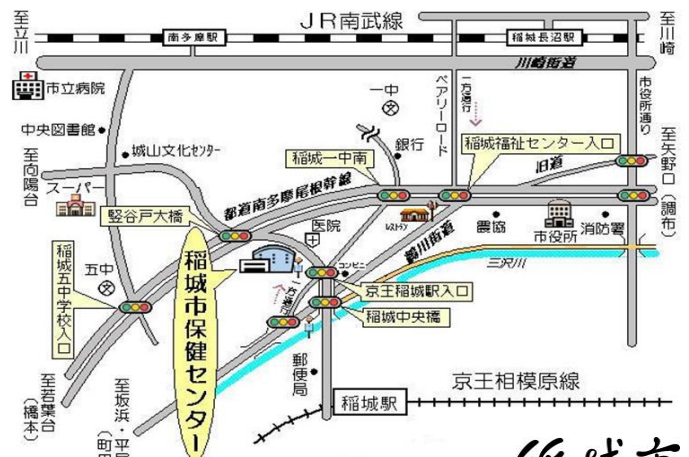 至立川
JR南武線
至川崎
南多摩駅
稲城長沼駅
川崎街道
市立病院
一中
ペアリーロード
一方通行
市役所通り
中央図書館
城山文化センター
銀行
稲城福祉センター入口
至向陽台
稲城一中南
旧道
至矢野口(調布)
スーパー
都道南多摩尾根幹線
竪谷戸大橋
医院
レストラン
鶴川街道
農協
市役所
消防署
稲城五中学校入口
五中
稲城市保健センター
コンビニ
三沢川
一方通行
京王稲城駅入口
稲城中央橋
郵便局
至若葉台(橋本)
至坂浜・平尾
(町田
京王相模原線
稲城駅